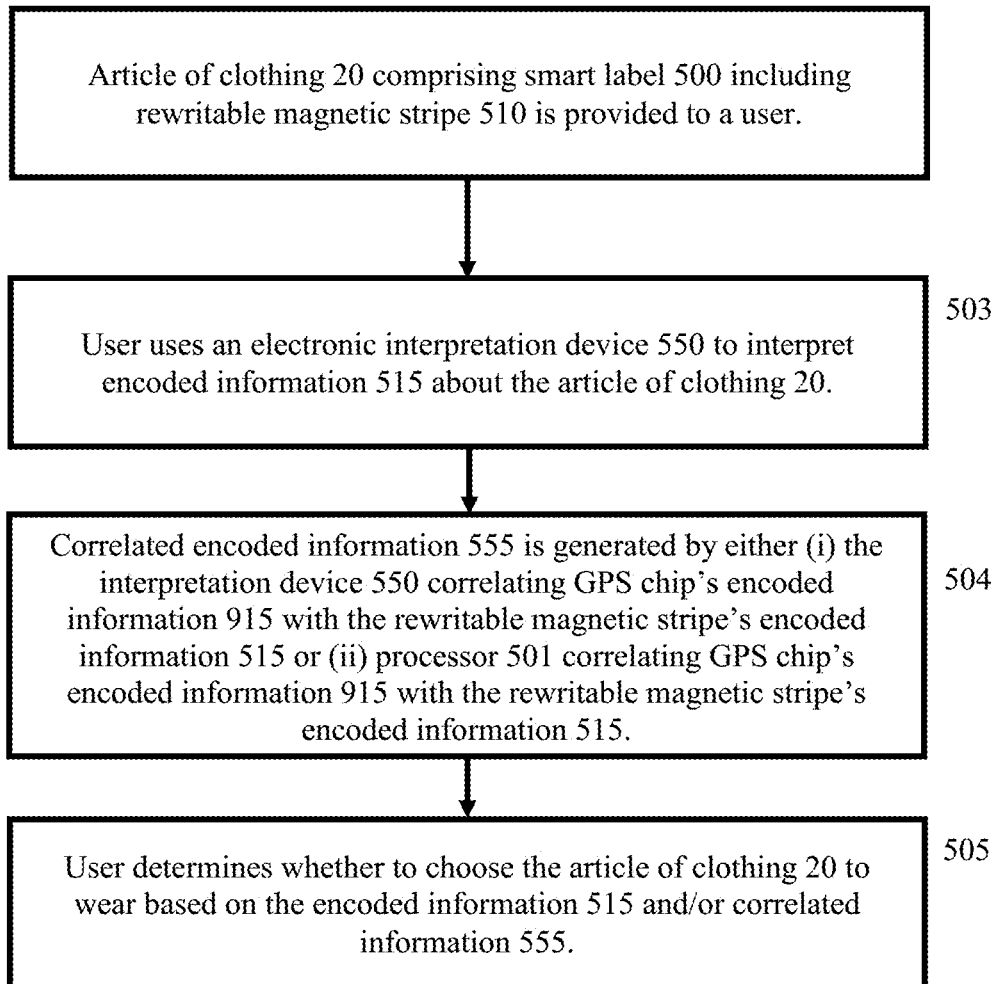 Article of clothing 20 comprising smart label 500 including
rewritable magnetic stripe 510 is provided to a user.
503
User uses an electronic interpretation device 550 to interpret
encoded information 515 about the article of clothing 20.
Correlated encoded information 555 is generated by either (i) the
interpretation device 550 correlating GPS chip's encoded
information 915 with the rewritable magnetic stripe's encoded
information 515 or (ii) processor 501 correlating GPS chip's
encoded information 915 with the rewritable magnetic stripe's
encoded information 515.
504
User determines whether to choose the article of clothing 20 to
wear based on the encoded information 515 and/or correlated
information 555.
505